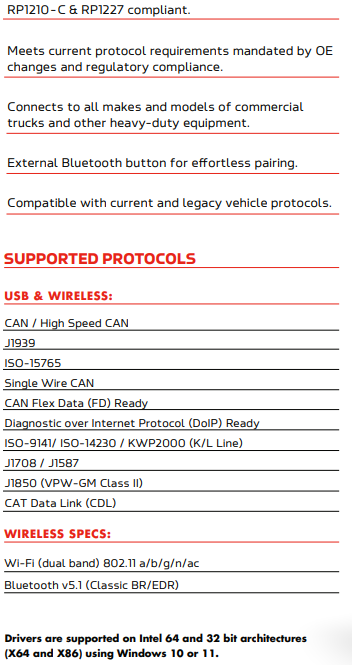 RP1210-C & RP1227 compliant.
Meets current protocol requirements mandated by OE
changes and regulatory compliance.
Connects to all makes and models of commercial
trucks and other heavy-duty equipment.
External Bluetooth button for effortless pairing.
Compatible with current and legacy vehicle protocols.
SUPPORTED PROTOCOLS
USB & WIRELESS:
CAN / High Speed CAN
J1939
ISO-15765
Single Wire CAN
CAN Flex Data (FD) Ready
Diagnostic over Internet Protocol (DoIP) Ready
ISO-9141/ ISO-14230 / KWP2000 (K/L Line)
J1708 / J1587
J1850 (VPW-GM Class II)
CAT Data Link (CDL)
WIRELESS SPECS:
Wi-Fi (dual band) 802.11 a/b/g/n/ac
Bluetooth v5.1 (Classic BR/EDR)
Drivers are supported on Intel 64 and 32 bit architectures
(X64 and X86) using Windows 10 or 11.